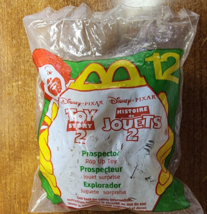 12
DISNEY·PIXAR
TOY
STORY
2
DISNEY·PIXAR
HISTOIRE
de
JOUETS
2
Prospector
Pop Up Toy
Prospecteur
Jouet surprise
Explorador
Juguete sorpresa